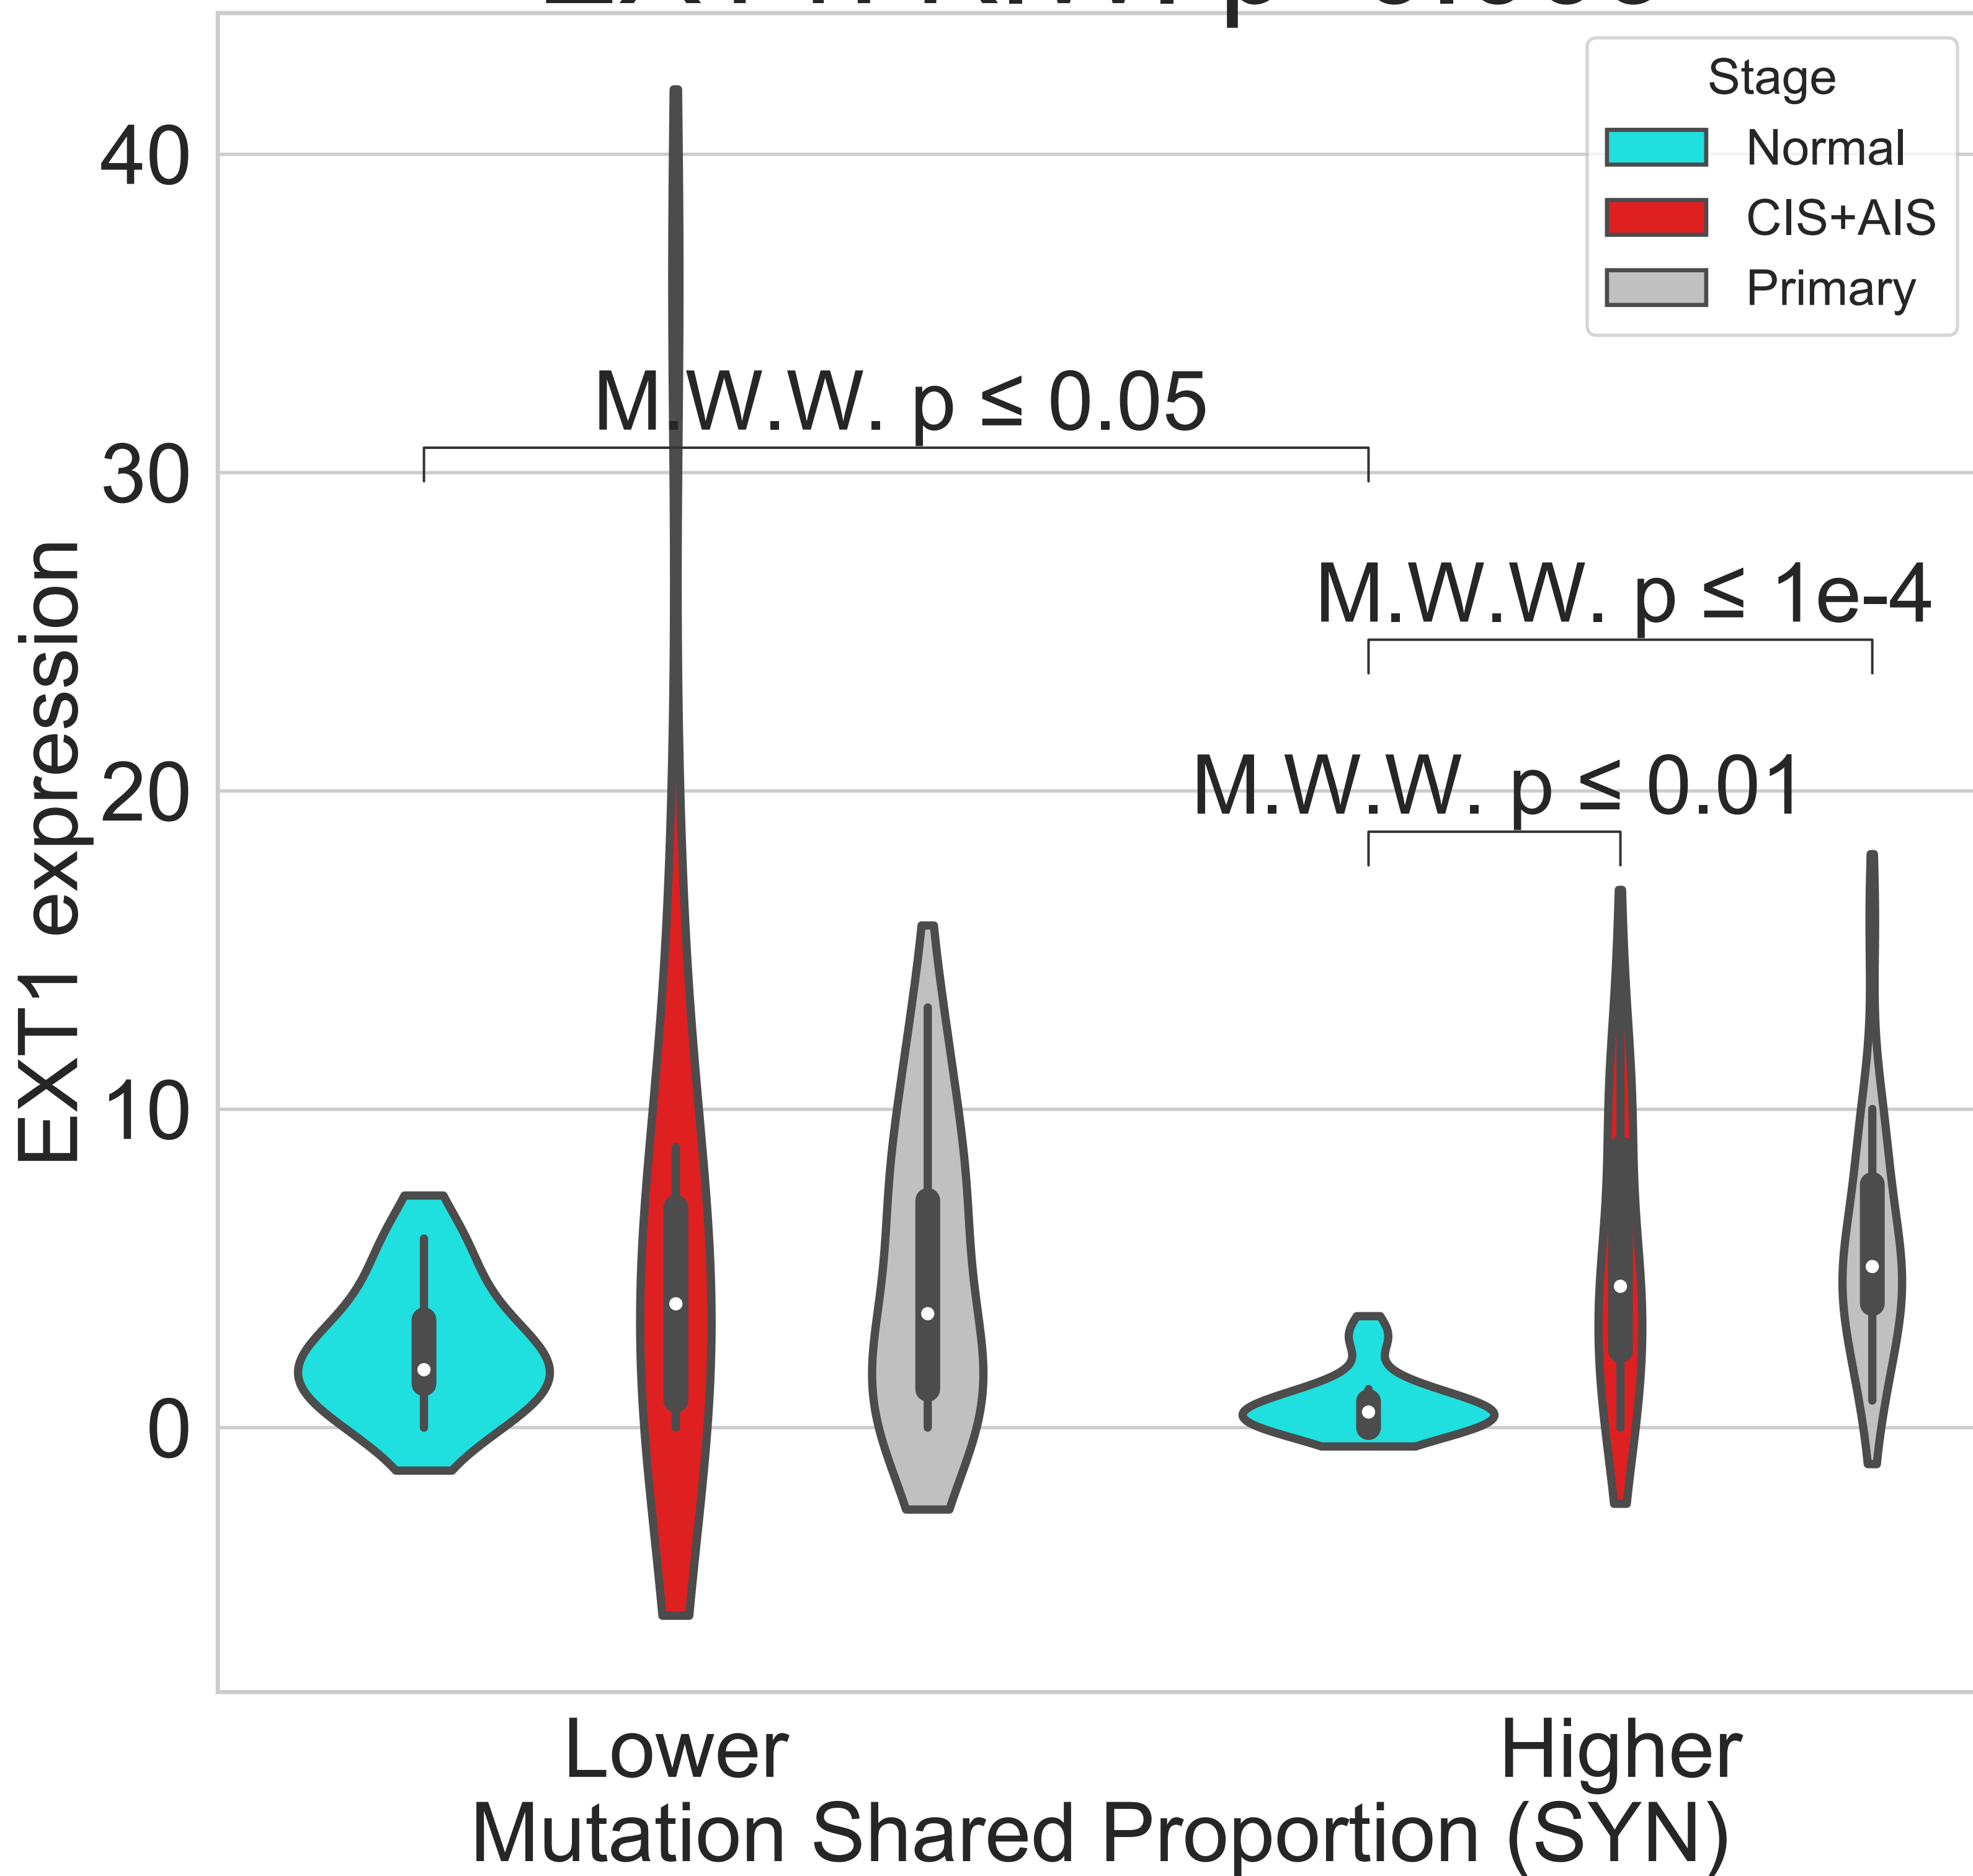 Stage
Normal
CIS+AIS
Primary
40
30
20
10
0
EXT1 expression
M.W.W. p ≤ 0.05
M.W.W. p ≤ 1e-4
M.W.W. p ≤ 0.01
Lower
Higher
Mutation Shared Proportion (SYN)